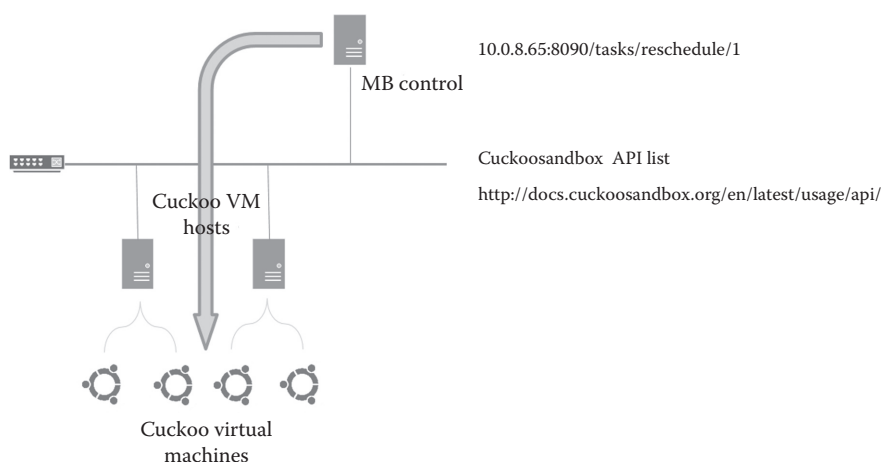 10.0.8.65:8090/tasks/reschedule/1
MB control
Cuckoosandbox API list
http://docs.cuckoosandbox.org/en/latest/usage/api/
Cuckoo VM
hosts
Cuckoo virtual
machines